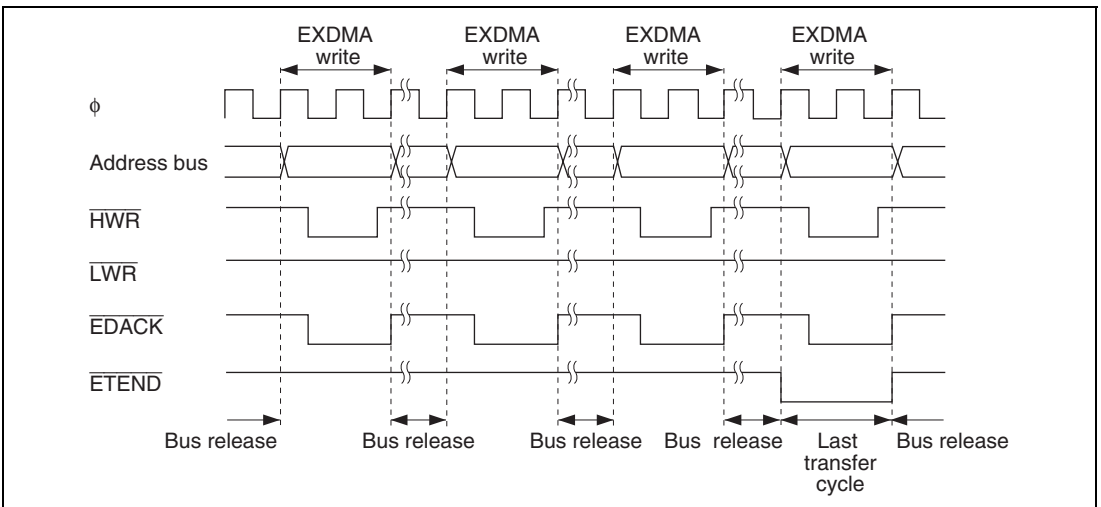 EXDMA write EXDMA write EXDMA write EXDMA write
φ
Address bus
HWR
LWR
EDACK
ETEND
Bus release Bus release Bus release Bus release Last transfer cycle Bus release